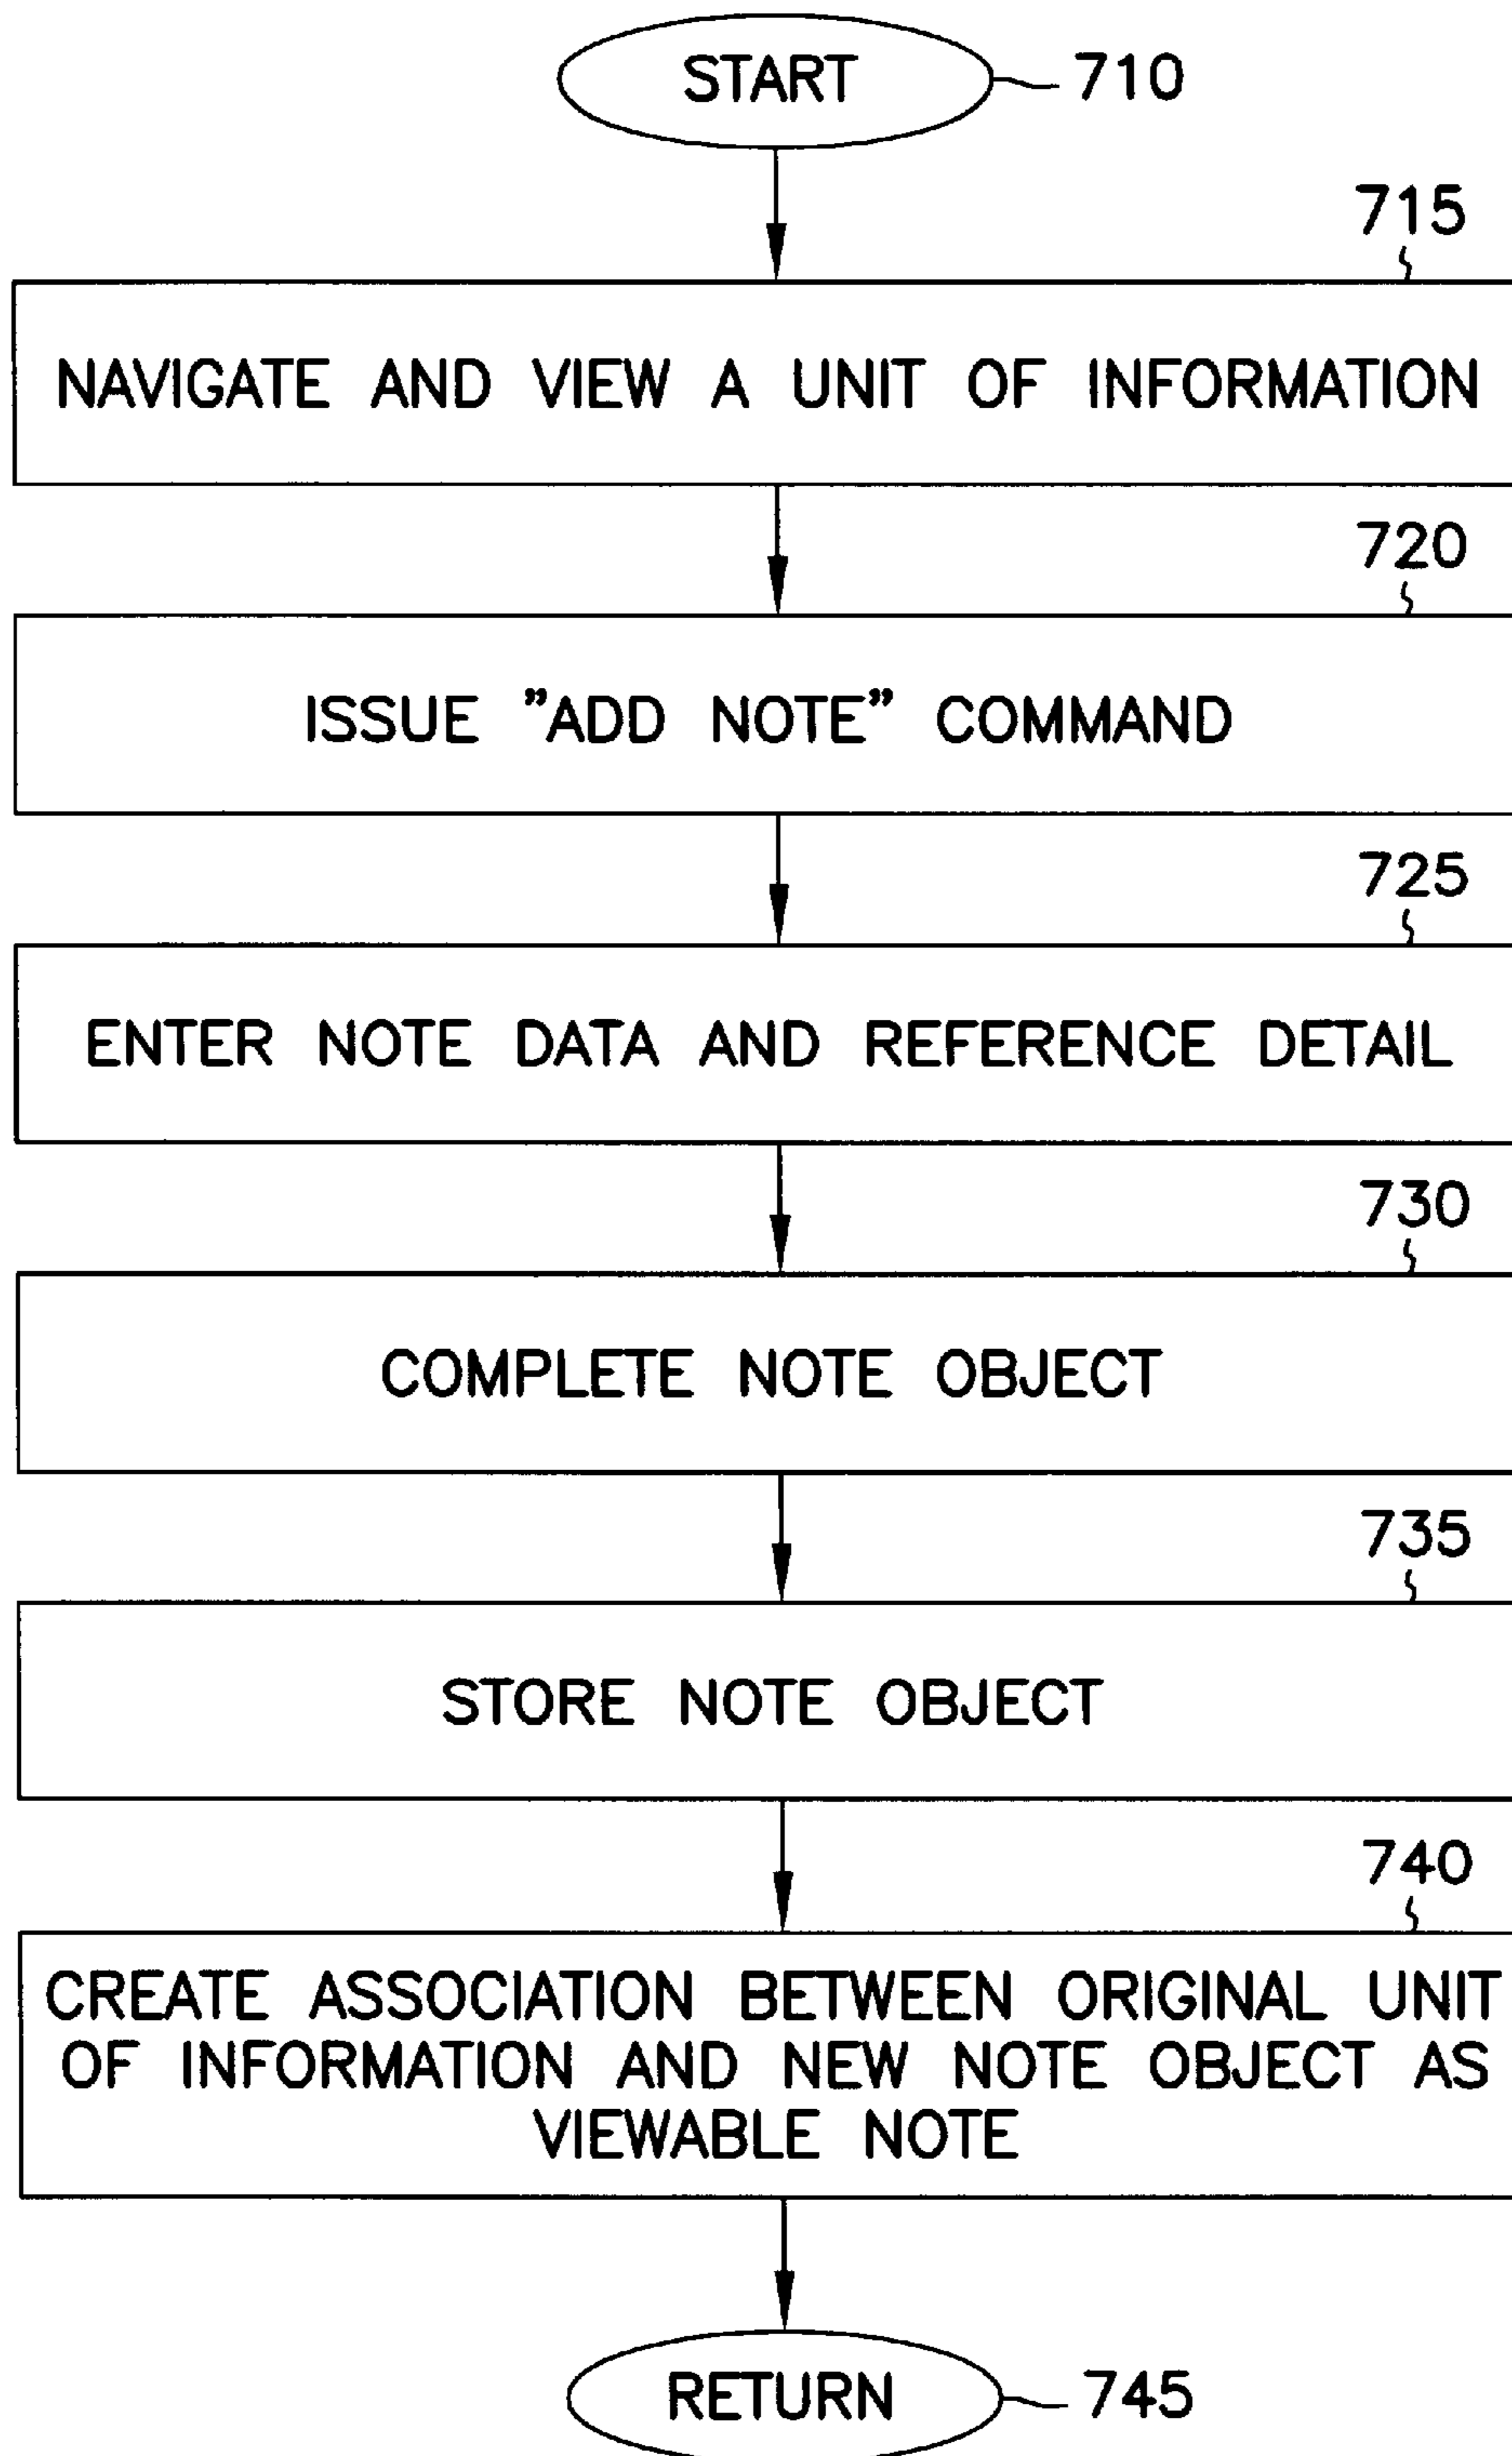 START
710
715
NAVIGATE AND VIEW A UNIT OF INFORMATION
720
ISSUE "ADD NOTE" COMMAND
725
ENTER NOTE DATA AND REFERENCE DETAIL
730
COMPLETE NOTE OBJECT
735
STORE NOTE OBJECT
740
CREATE ASSOCIATION BETWEEN ORIGINAL UNIT
OF INFORMATION AND NEW NOTE OBJECT AS
VIEWABLE NOTE
RETURN
745